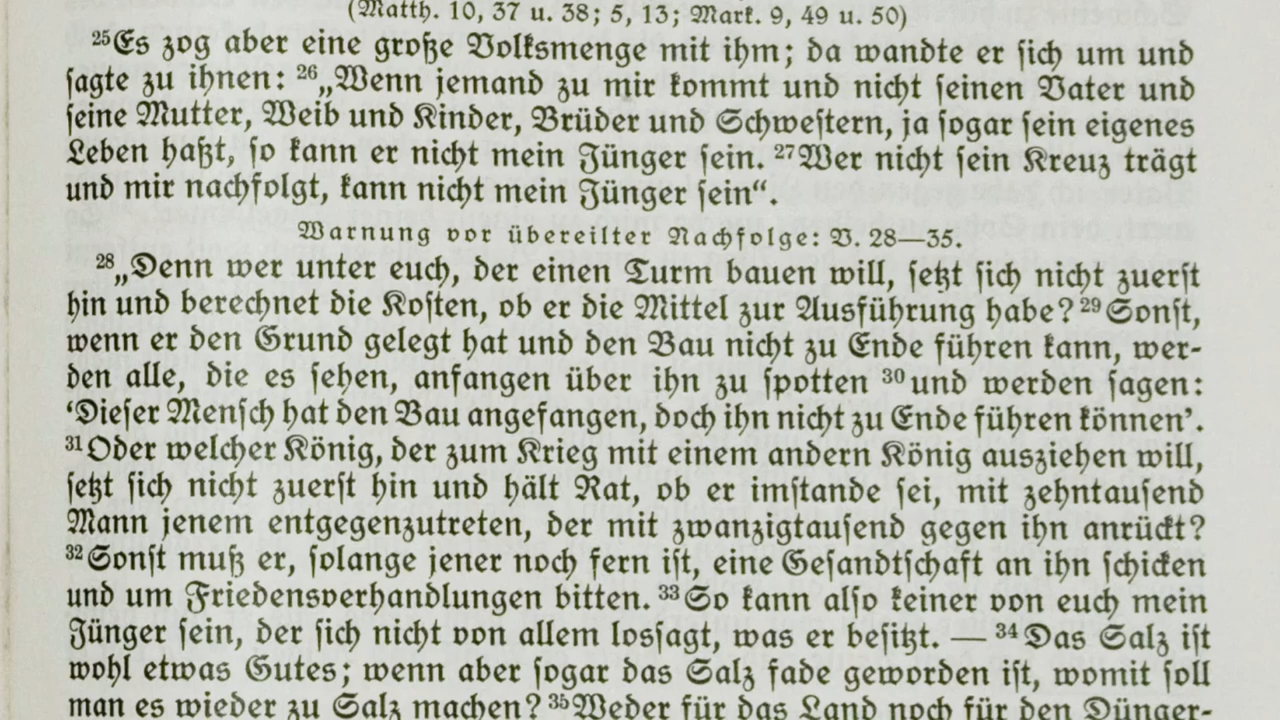 (Matth. 10, 37 u. 38; 5, 13; Mark. 9, 49 u. 50)
²⁵Es zog aber eine große Volksmenge mit ihm; da wandte er sich um und
sagte zu ihnen: ²⁶„Wenn jemand zu mir kommt und nicht seinen Vater und
seine Mutter, Weib und Kinder, Brüder und Schwestern, ja sogar sein eigenes
Leben haßt, so kann er nicht mein Jünger sein. ²⁷Wer nicht sein Kreuz trägt
und mir nachfolgt, kann nicht mein Jünger sein“.
Warnung vor übereilter Nachfolge: V. 28—35.
²⁸„Denn wer unter euch, der einen Turm bauen will, setzt sich nicht zuerst
hin und berechnet die Kosten, ob er die Mittel zur Ausführung habe? ²⁹Sonst,
wenn er den Grund gelegt hat und den Bau nicht zu Ende führen kann, wer-
den alle, die es sehen, anfangen über ihn zu spotten ³⁰und werden sagen:
‘Dieser Mensch hat den Bau angefangen, doch ihn nicht zu Ende führen können’.
³¹Oder welcher König, der zum Krieg mit einem andern König ausziehen will,
setzt sich nicht zuerst hin und hält Rat, ob er imstande sei, mit zehntausend
Mann jenem entgegenzutreten, der mit zwanzigtausend gegen ihn anrückt?
³²Sonst muß er, solange jener noch fern ist, eine Gesandtschaft an ihn schicken
und um Friedensverhandlungen bitten. ³³So kann also keiner von euch mein
Jünger sein, der sich nicht von allem lossagt, was er besitzt. — ³⁴Das Salz ist
wohl etwas Gutes; wenn aber sogar das Salz fade geworden ist, womit soll
man es wieder zu Salz machen? ³⁵Weder für das Land noch für den Dünger-